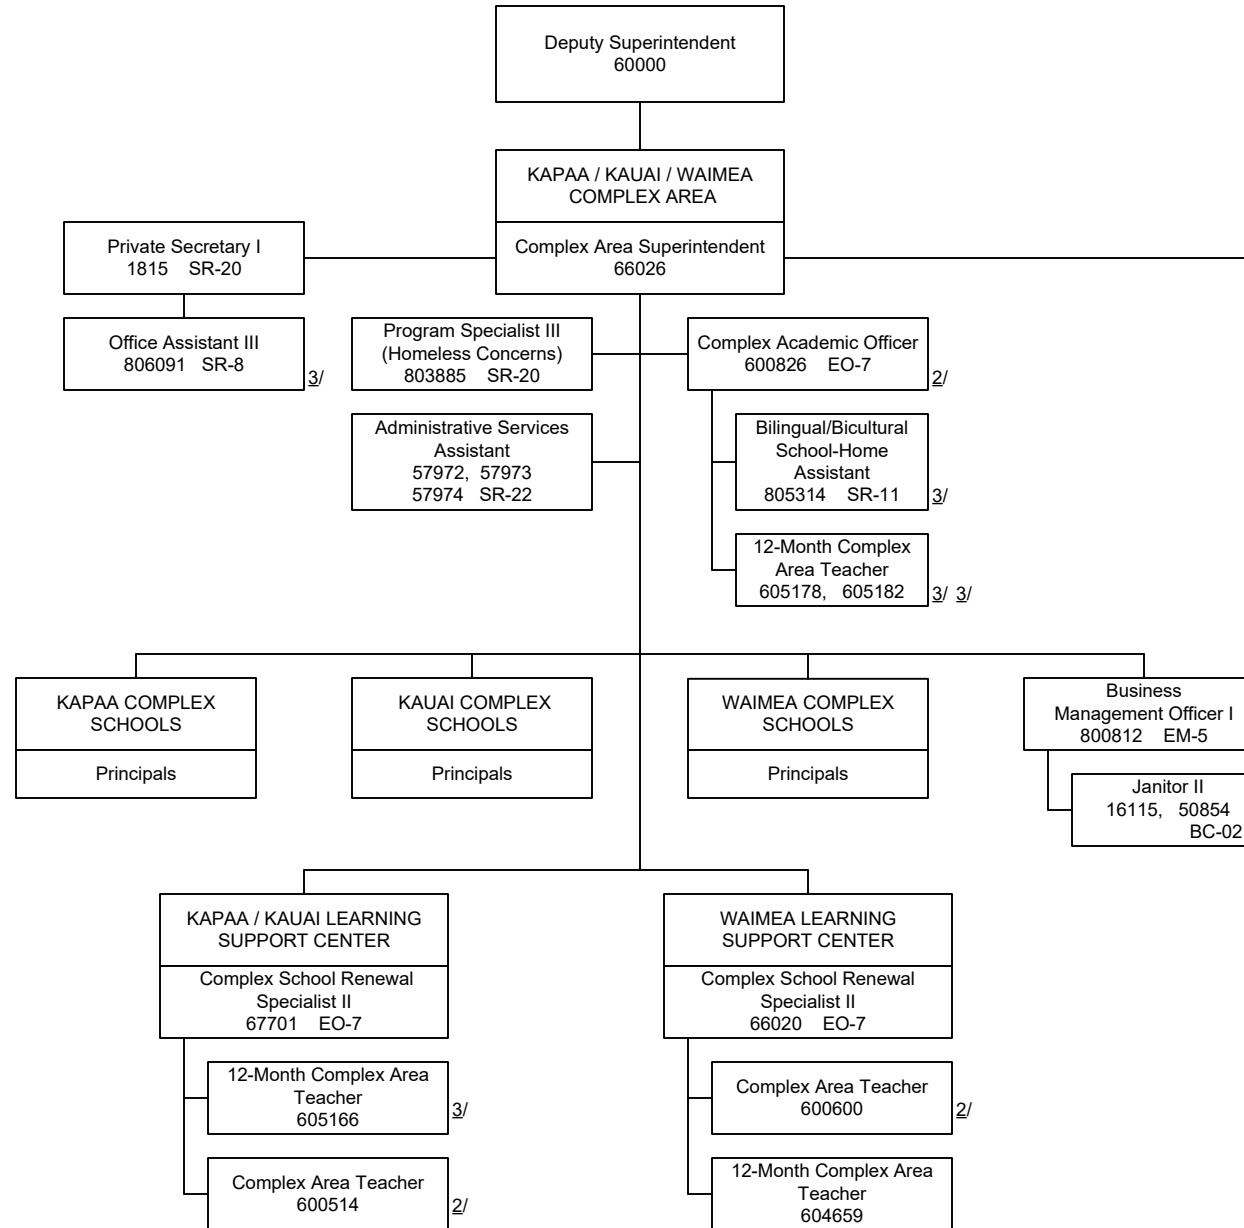 Deputy Superintendent
60000
KAPAA / KAUAI / WAIMEA
COMPLEX AREA
Complex Area Superintendent
66026
Private Secretary I
1815 SR-20
Office Assistant III
806091 SR-8
3/
Program Specialist III
(Homeless Concerns)
803885 SR-20
Complex Academic Officer
600826 EO-7
2/
Administrative Services
Assistant
57972, 57973
57974 SR-22
Bilingual/Bicultural
School-Home
Assistant
805314 SR-11
3/
12-Month Complex
Area Teacher
605178, 605182
3/ 3/
KAPAA COMPLEX
SCHOOLS
Principals
KAUAI COMPLEX
SCHOOLS
Principals
WAIMEA COMPLEX
SCHOOLS
Principals
Business
Management Officer I
800812 EM-5
Janitor II
16115, 50854
BC-02
KAPAA / KAUAI LEARNING
SUPPORT CENTER
Complex School Renewal
Specialist II
67701 EO-7
12-Month Complex Area
Teacher
605166
3/
Complex Area Teacher
600514
2/
WAIMEA LEARNING
SUPPORT CENTER
Complex School Renewal
Specialist II
66020 EO-7
Complex Area Teacher
600600
2/
12-Month Complex Area
Teacher
604659